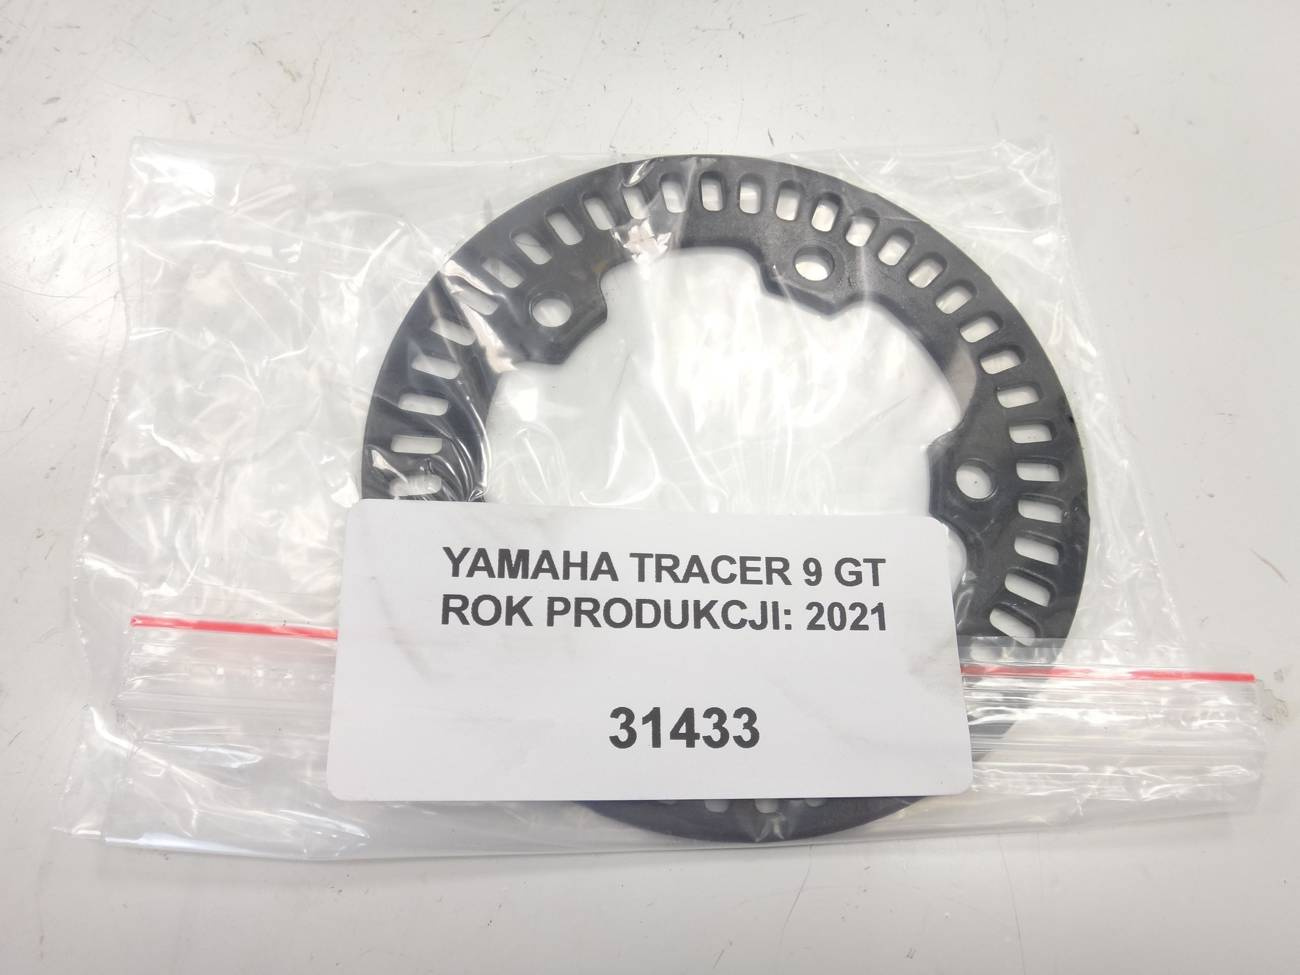 YAMAHA TRACER 9 GT
ROK PRODUKCJI: 2021
31433